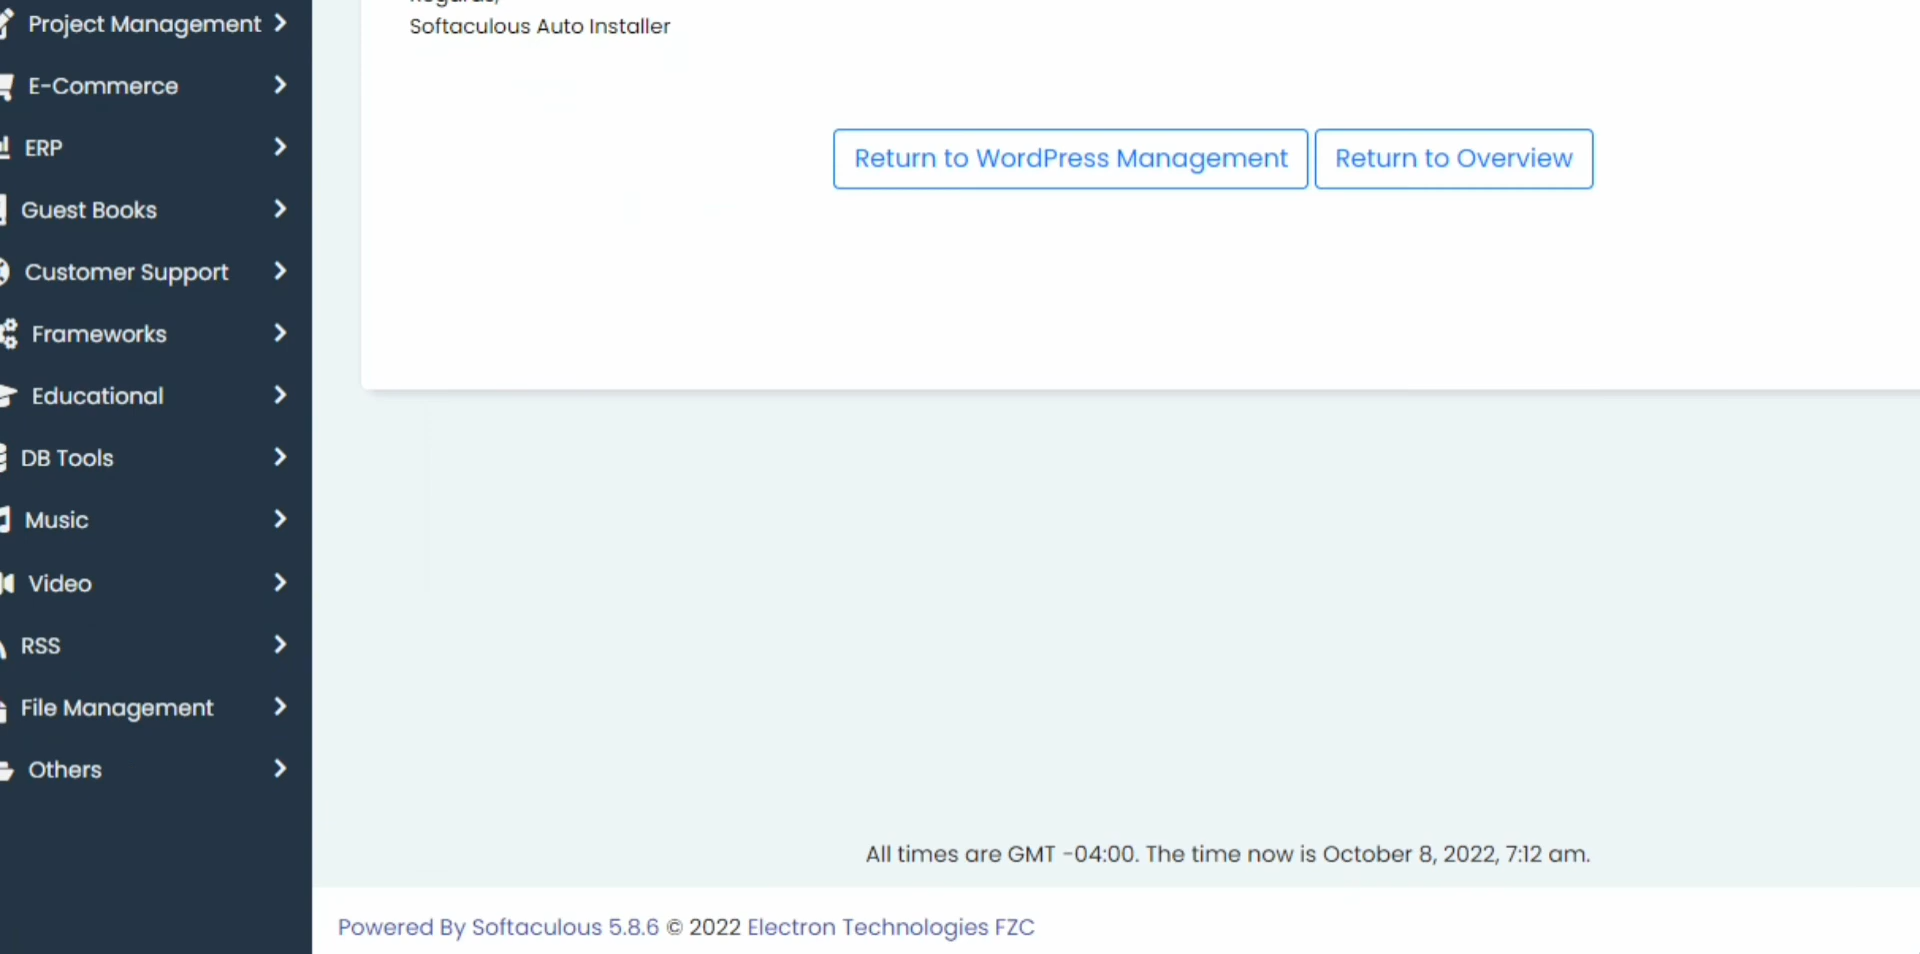 Project Management
E-Commerce
ERP
Guest Books
Customer Support
Frameworks
Educational
DB Tools
Music
Video
RSS
File Management
Others
Regards,
Softaculous Auto Installer
Return to WordPress Management
Return to Overview
All times are GMT -04:00. The time now is October 8, 2022, 7:12 am.
Powered By Softaculous 5.8.6 © 2022 Electron Technologies FZC